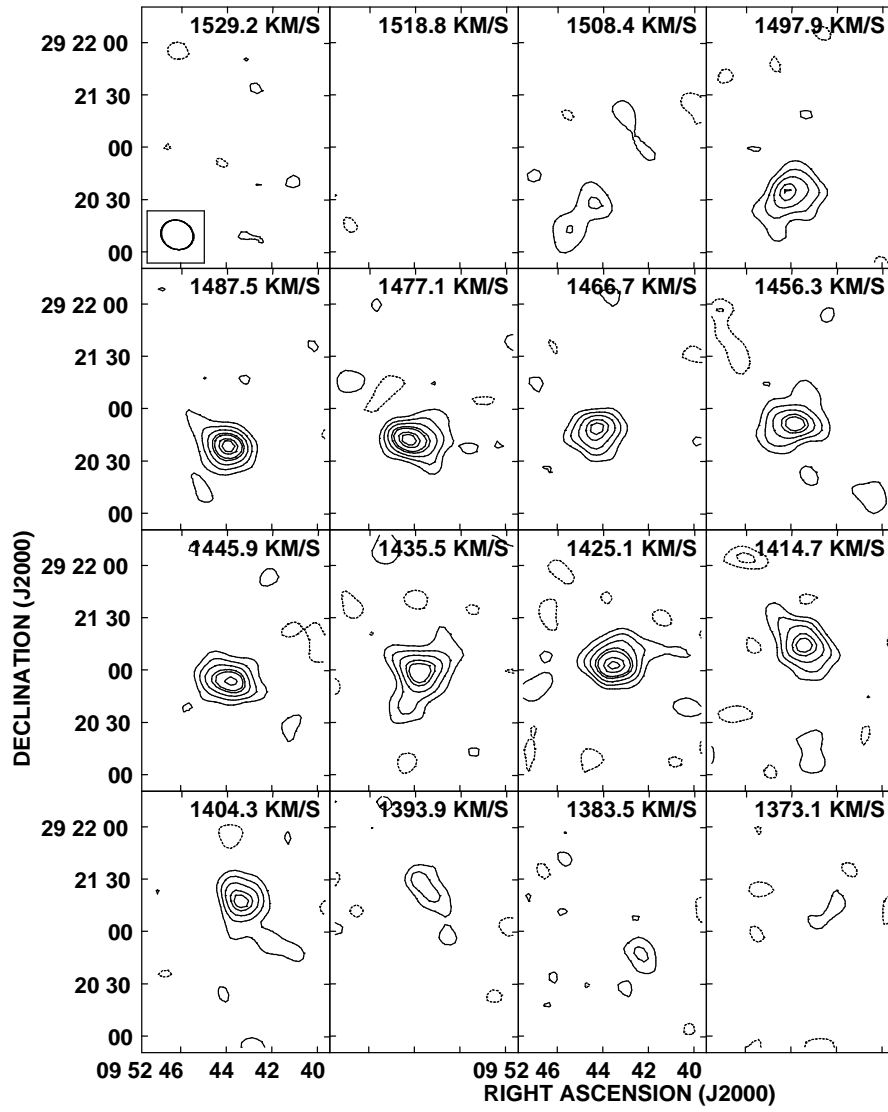 1529.2 KM/S
1518.8 KM/S
1508.4 KM/S
1497.9 KM/S
29 22 00
21 30
00
20 30
00
1487.5 KM/S
1477.1 KM/S
1466.7 KM/S
1456.3 KM/S
29 22 00
21 30
00
20 30
00
1445.9 KM/S
1435.5 KM/S
1425.1 KM/S
1414.7 KM/S
29 22 00
21 30
00
20 30
00
1404.3 KM/S
1393.9 KM/S
1383.5 KM/S
1373.1 KM/S
29 22 00
21 30
00
20 30
00
DECLINATION (J2000)
09 52 46 44 42 40
09 52 46 44 42 40
RIGHT ASCENSION (J2000)